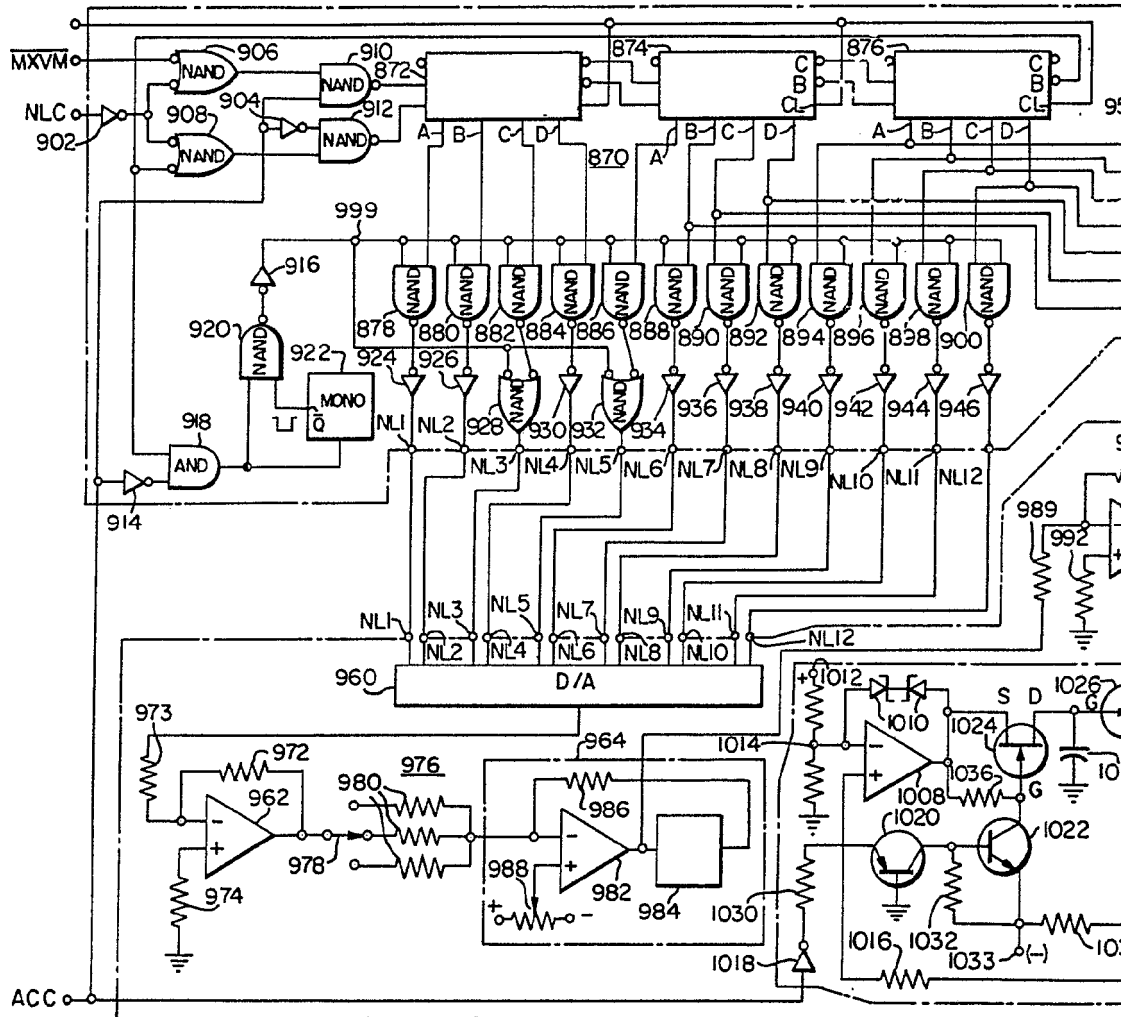 906
910
874
876
MXVM
NAND
NAND
872
C
B
CL
C
B
CL
NLC
904
912
908
NAND
NAND
902
A B C D
870
A B C D
A B C D
95
999
916
NAND NAND NAND NAND NAND NAND NAND NAND NAND NAND NAND NAND
920
NAND
922
878 880 882 884 886 888 890 892 894 896 898 900
MONO
Q̅
924 926
NAND
NAND
928 930 932 934 936 938 940 942 944 946
918
AND
914
NL1 NL2 NL3 NL4 NL5 NL6 NL7 NL8 NL9 NL10 NL11 NL12
S
989
992
+
NL1 NL3 NL5 NL7 NL9 NL11
NL2 NL4 NL6 NL8 NL10 NL12
960
D/A
973
972
962
−
+
974
976
980
978
964
986
−
+
982
984
988
+ −
+ 1012
1010
1014
−
+
1008
S D
1024
G
1026
G
1036
1020
1022
1030
1032
1033 (−)
1018
1016
ACC